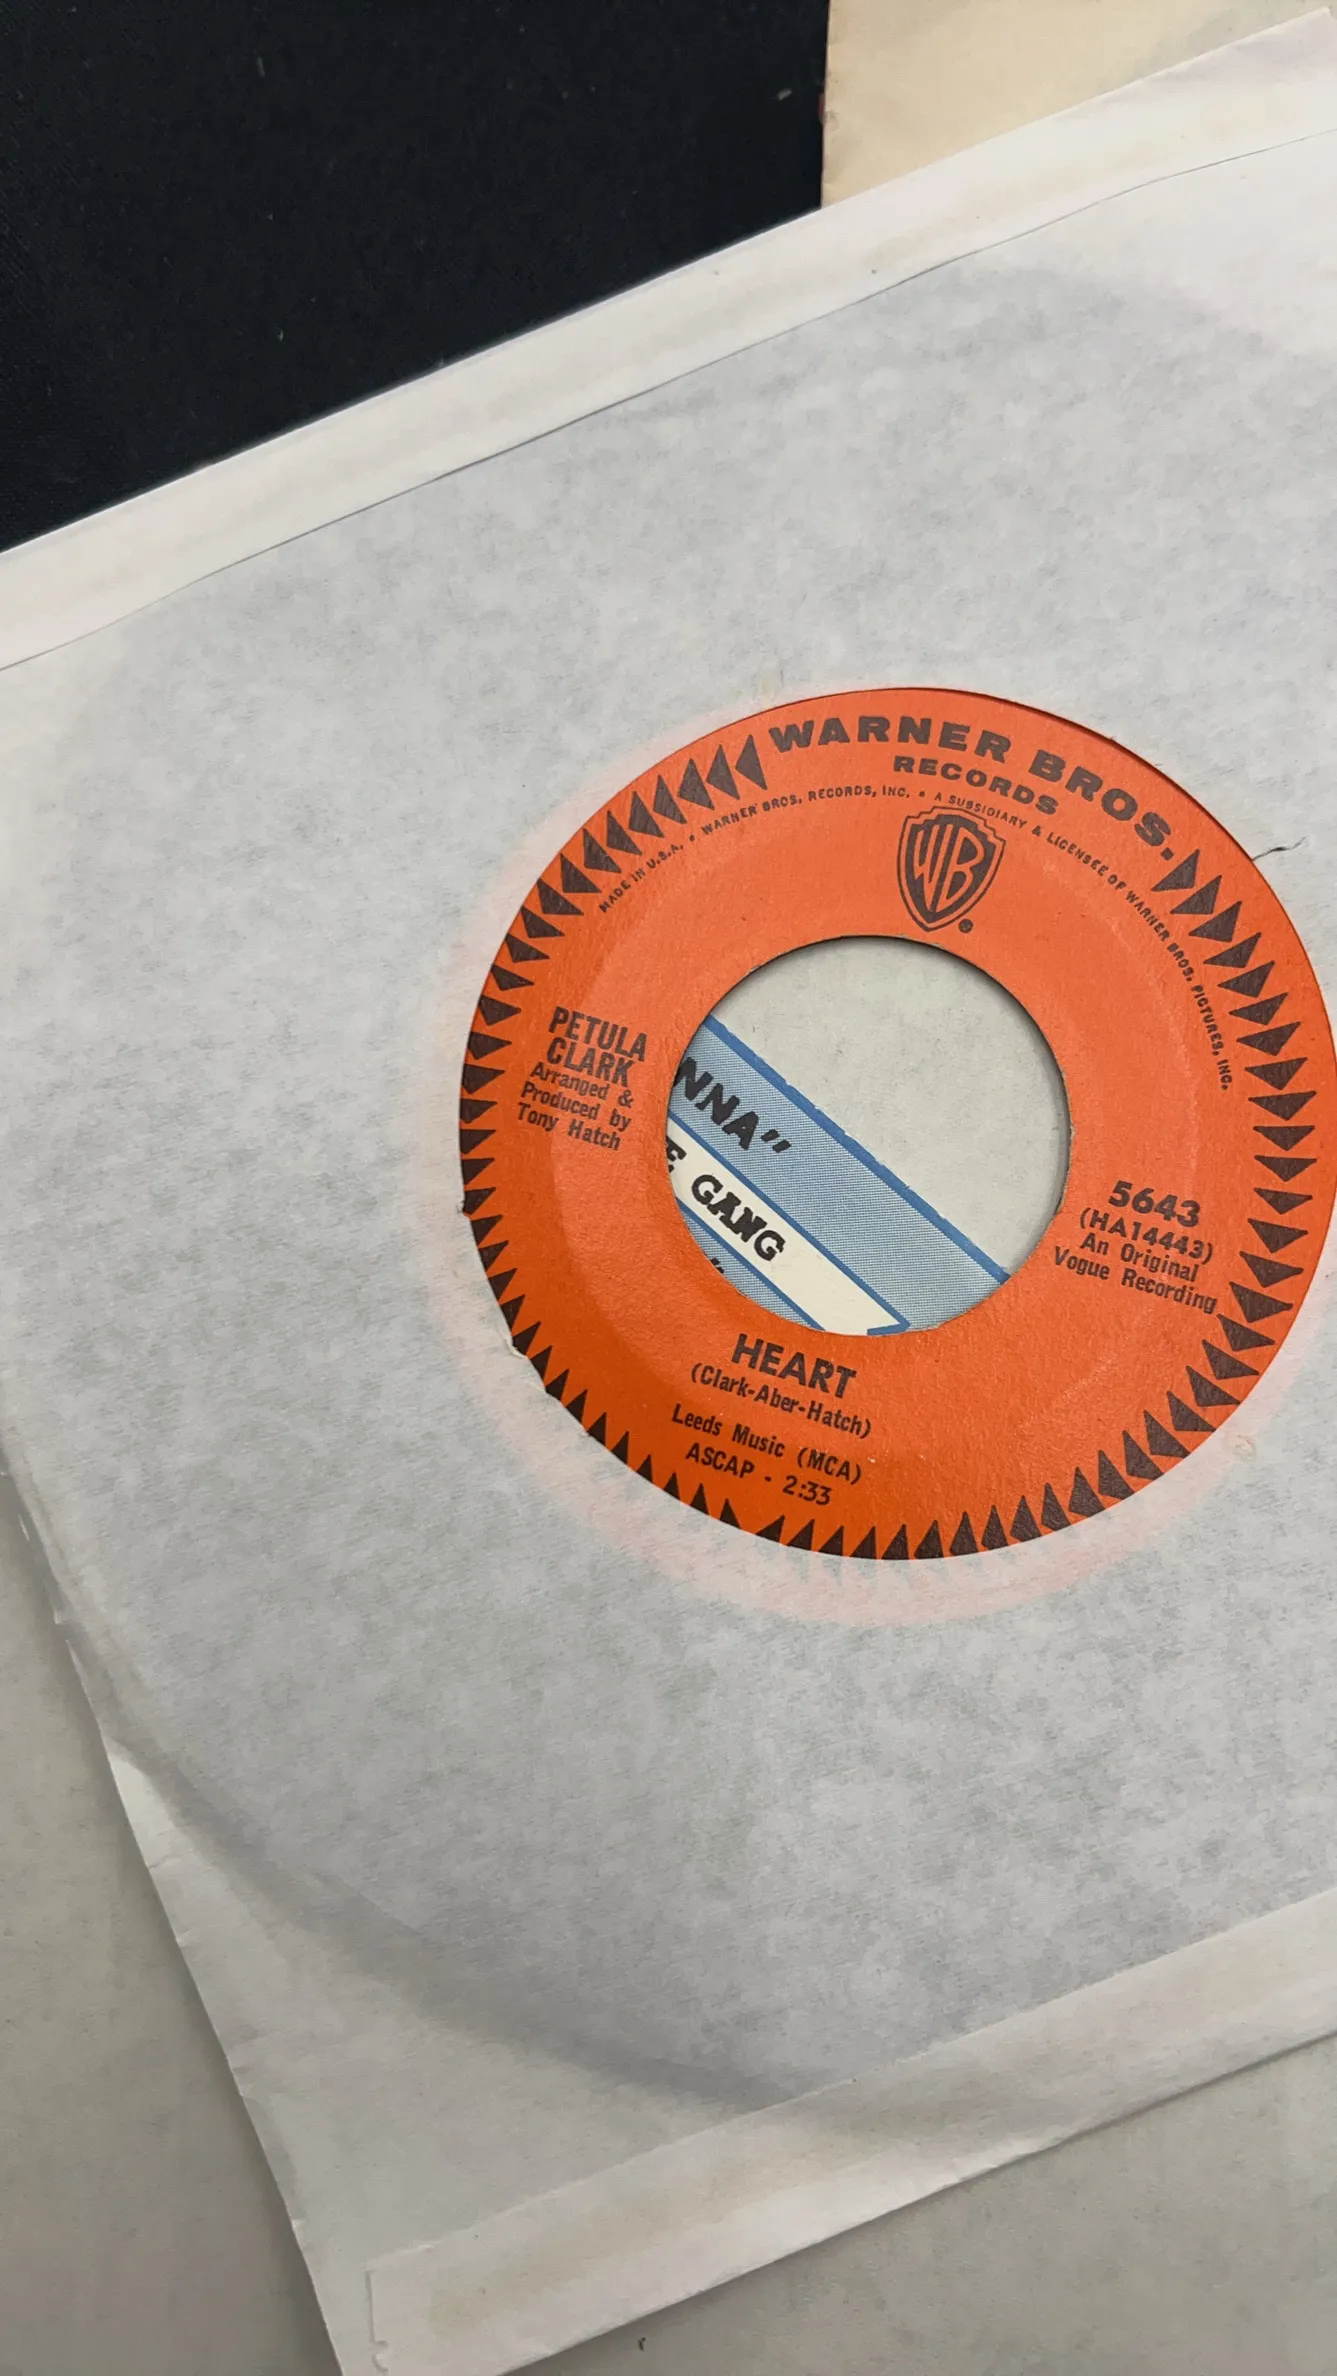 WARNER BROS.
RECORDS
MADE IN U.S.A. • WARNER BROS. RECORDS, INC. • A SUBSIDIARY & LICENSEE OF WARNER BROS. PICTURES, INC.
WB
®
PETULA
CLARK
Arranged &
Produced by
Tony Hatch
NNA"
E GANG
"
5643
(HA14443)
An Original
Vogue Recording
HEART
(Clark-Aber-Hatch)
Leeds Music (MCA)
ASCAP - 2:33